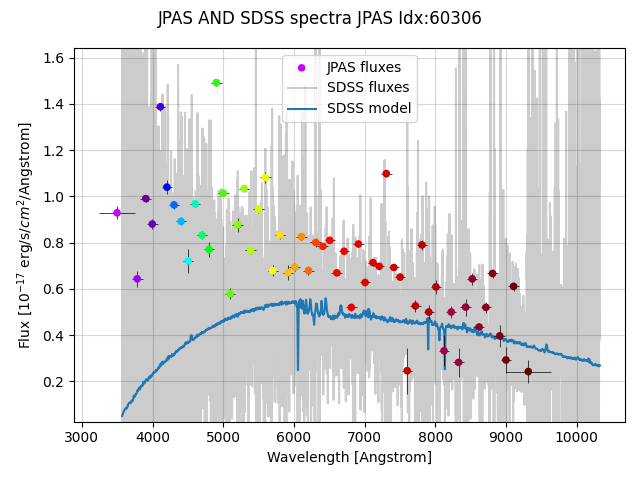 JPAS AND SDSS spectra JPAS Idx:60306
JPAS fluxes
SDSS fluxes
SDSS model
1.6
1.4
1.2
1.0
0.8
0.6
0.4
0.2
Flux [10⁻¹⁷ erg/s/cm²/Angstrom]
3000 4000 5000 6000 7000 8000 9000 10000
Wavelength [Angstrom]